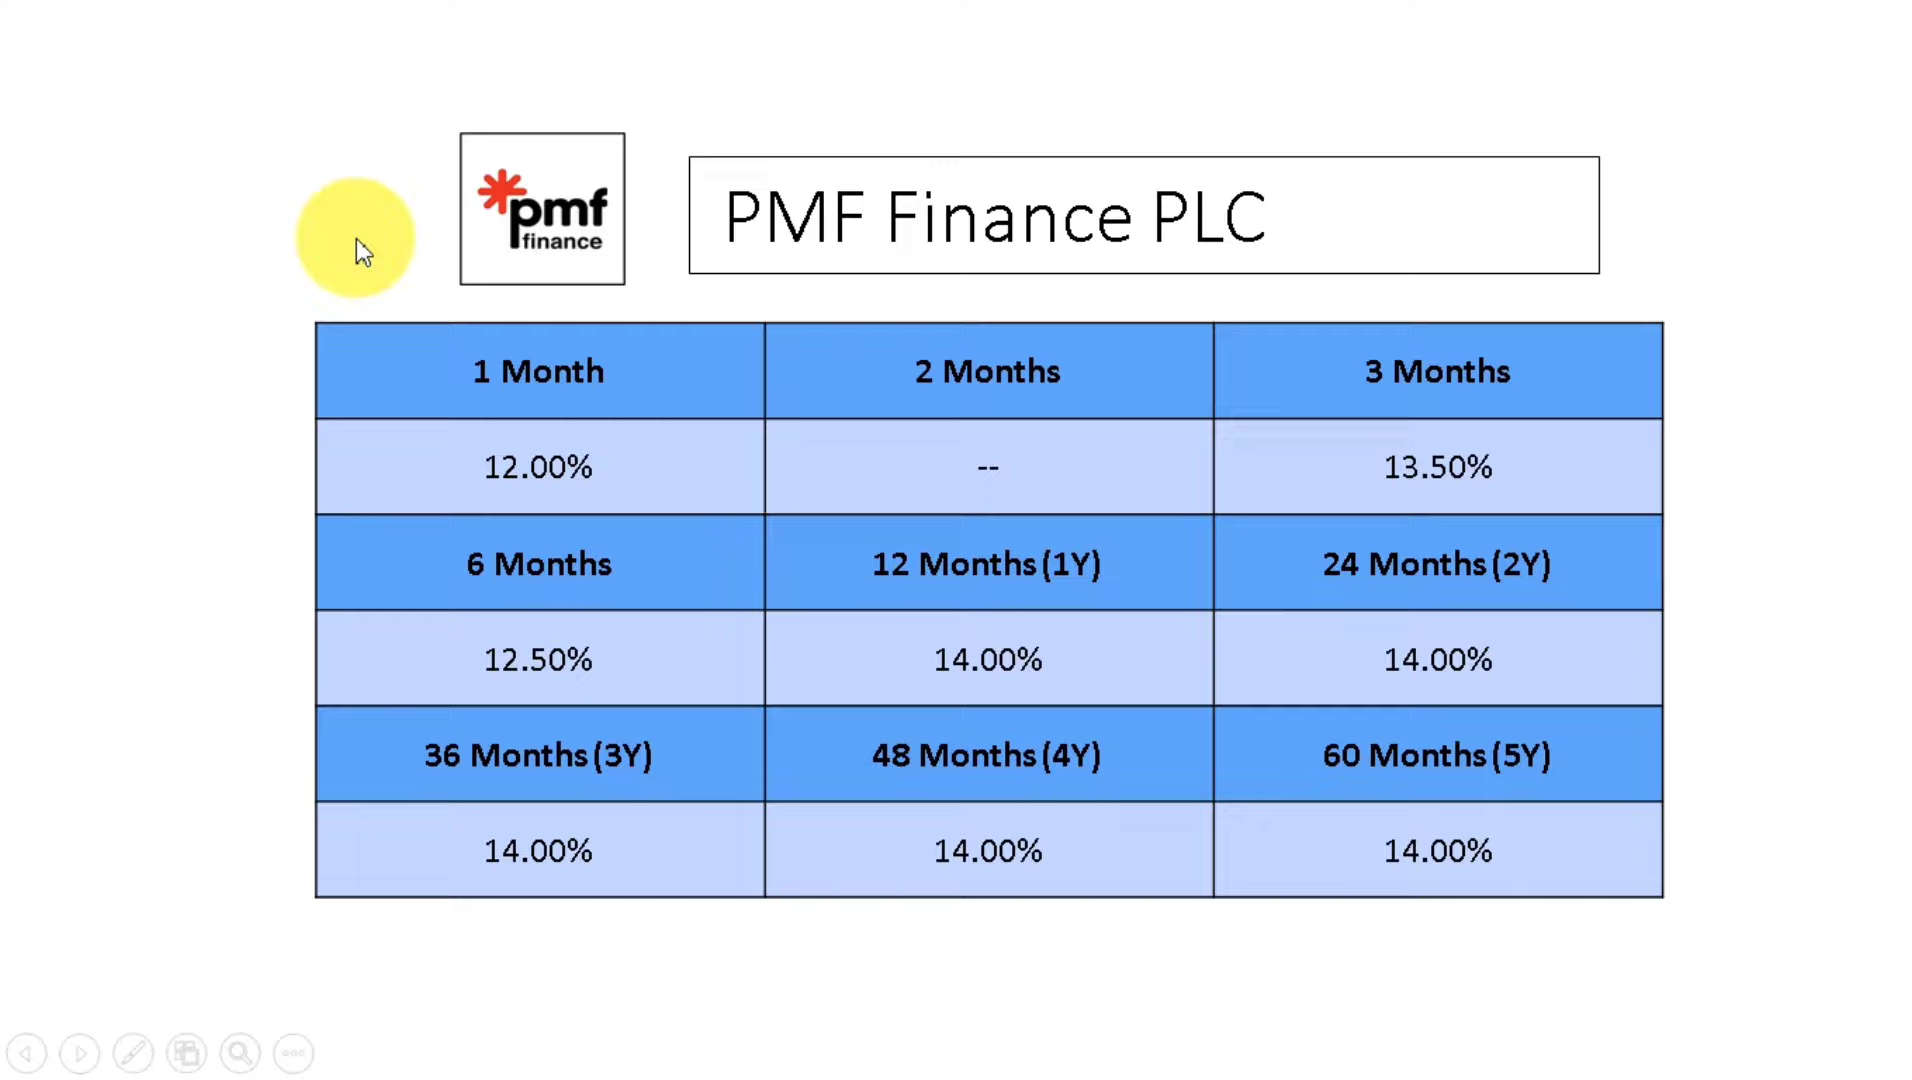 pmf
finance
PMF Finance PLC
1 Month 2 Months 3 Months
12.00% -- 13.50%
6 Months 12 Months (1Y) 24 Months (2Y)
12.50% 14.00% 14.00%
36 Months (3Y) 48 Months (4Y) 60 Months (5Y)
14.00% 14.00% 14.00%